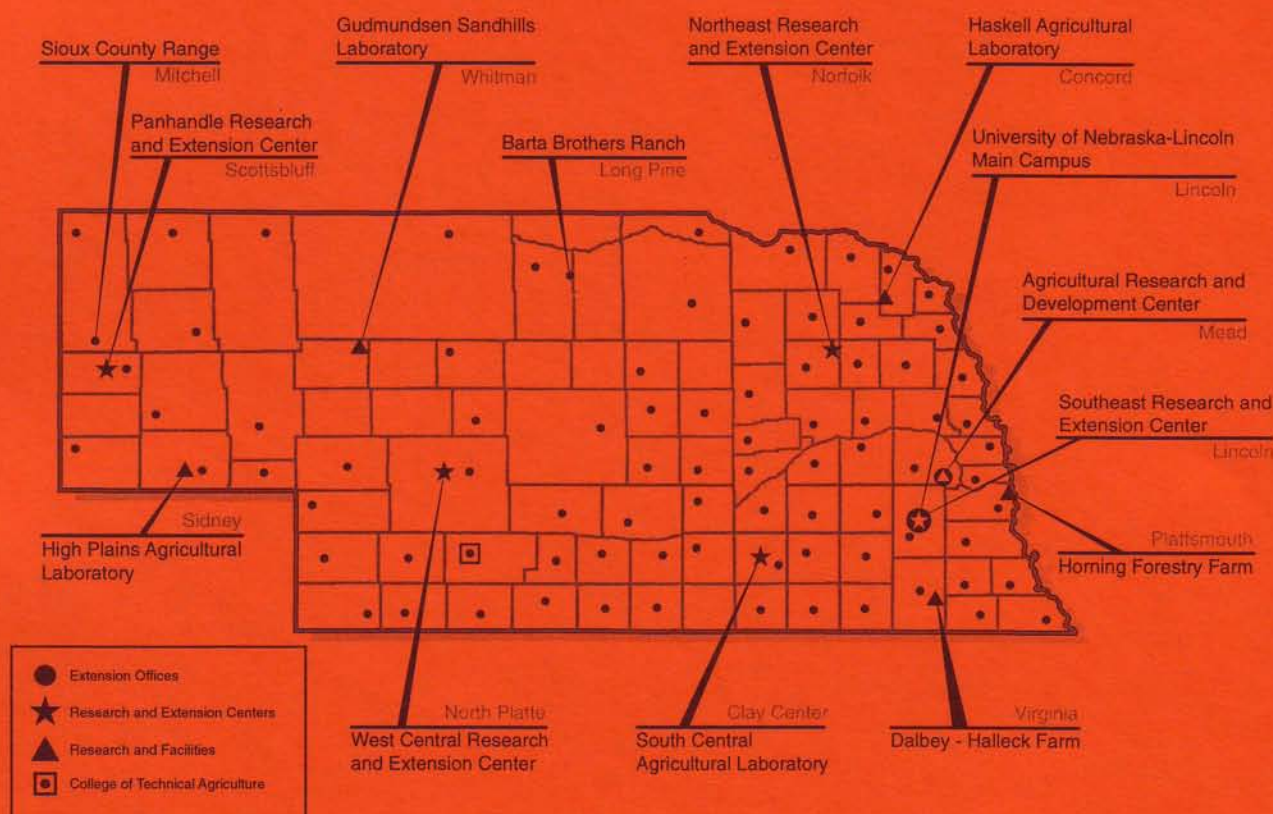 Sioux County Range
Mitchell
Gudmundsen Sandhills
Laboratory
Whitman
Northeast Research
and Extension Center
Norfolk
Haskell Agricultural
Laboratory
Concord
Panhandle Research
and Extension Center
Scottsbluff
Barta Brothers Ranch
Long Pine
University of Nebraska-Lincoln
Main Campus
Lincoln
Agricultural Research and
Development Center
Mead
Southeast Research and
Extension Center
Lincoln
Sidney
High Plains Agricultural
Laboratory
Plattsmouth
Horning Forestry Farm
North Platte
West Central Research
and Extension Center
Clay Center
South Central
Agricultural Laboratory
Virginia
Dalbey - Halleck Farm
Extension Offices
Research and Extension Centers
Research and Facilities
College of Technical Agriculture